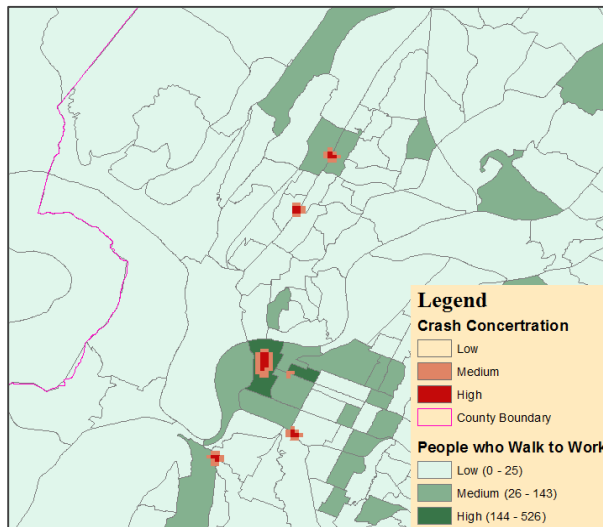 Legend
Crash Concertration
Low
Medium
High
County Boundary
People who Walk to Work
Low (0 - 25)
Medium (26 - 143)
High (144 - 526)